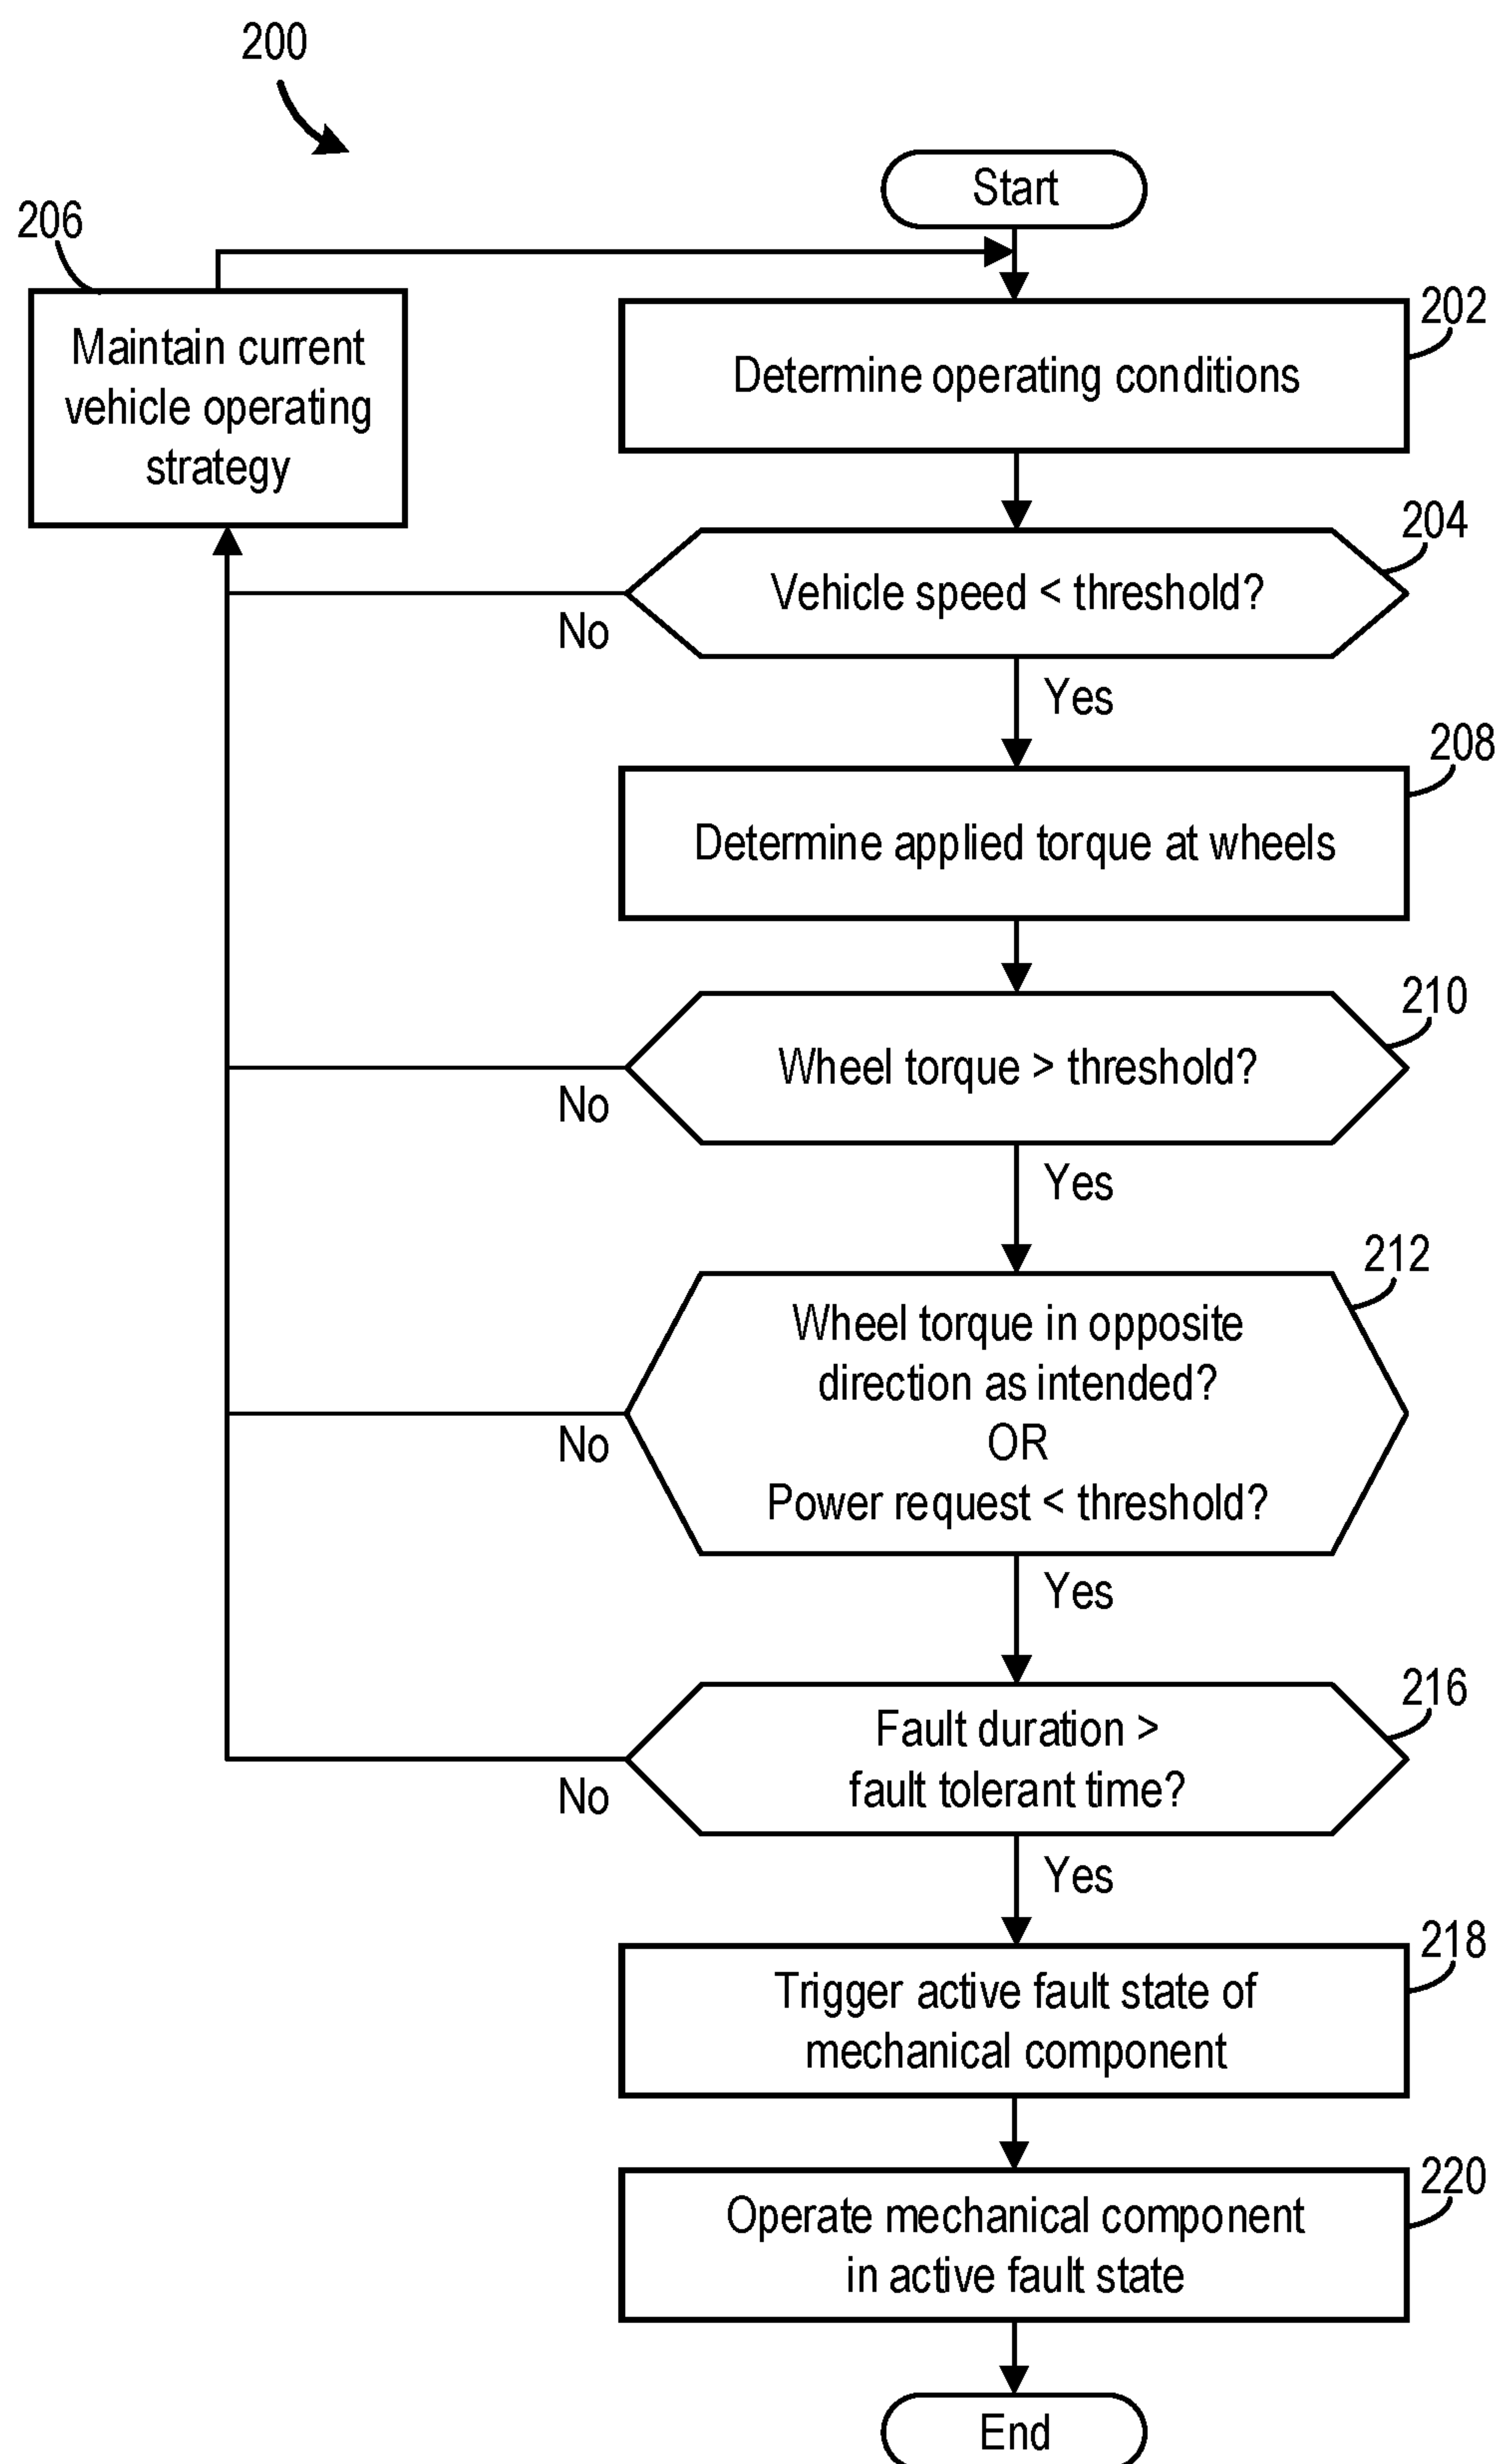 200
Start
206
Maintain current
vehicle operating
strategy
202
Determine operating conditions
204
Vehicle speed < threshold?
No
Yes
208
Determine applied torque at wheels
210
Wheel torque > threshold?
No
Yes
212
Wheel torque in opposite
direction as intended?
OR
Power request < threshold?
No
Yes
216
Fault duration >
fault tolerant time?
No
Yes
218
Trigger active fault state of
mechanical component
220
Operate mechanical component
in active fault state
End